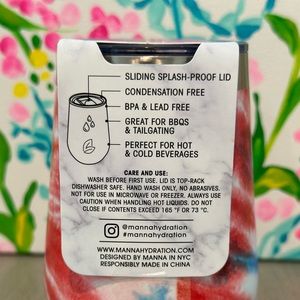 SLIDING SPLASH-PROOF LID
CONDENSATION FREE
BPA & LEAD FREE
GREAT FOR BBQS
& TAILGATING
PERFECT FOR HOT
& COLD BEVERAGES
CARE AND USE:
WASH BEFORE FIRST USE. LID IS TOP-RACK
DISHWASHER SAFE. HAND WASH ONLY, NO ABRASIVES.
NOT FOR USE IN MICROWAVE OR FREEZER. ALWAYS USE
CAUTION WHEN HANDLING HOT LIQUIDS. DO NOT
CLOSE IF CONTENTS EXCEED 165 °F OR 73 °C.
@mannahydration
#mannahydration
WWW.MANNAHYDRATION.COM
DESIGNED BY MANNA IN NYC
RESPONSIBLY MADE IN CHINA